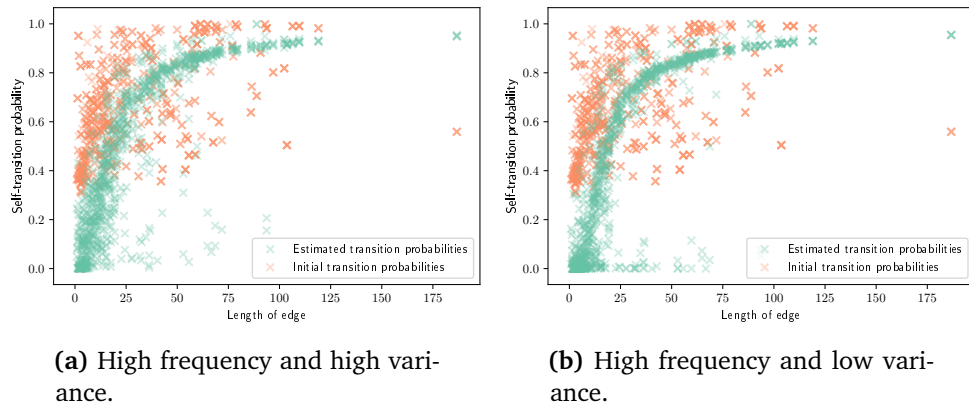 1.0
0.8
0.6
0.4
0.2
0.0
Self-transition probability
0
25
50
75
100
125
150
175
Length of edge
Estimated transition probabilities
Initial transition probabilities
(a) High frequency and high vari-
ance.
1.0
0.8
0.6
0.4
0.2
0.0
Self-transition probability
0
25
50
75
100
125
150
175
Length of edge
Estimated transition probabilities
Initial transition probabilities
(b) High frequency and low vari-
ance.